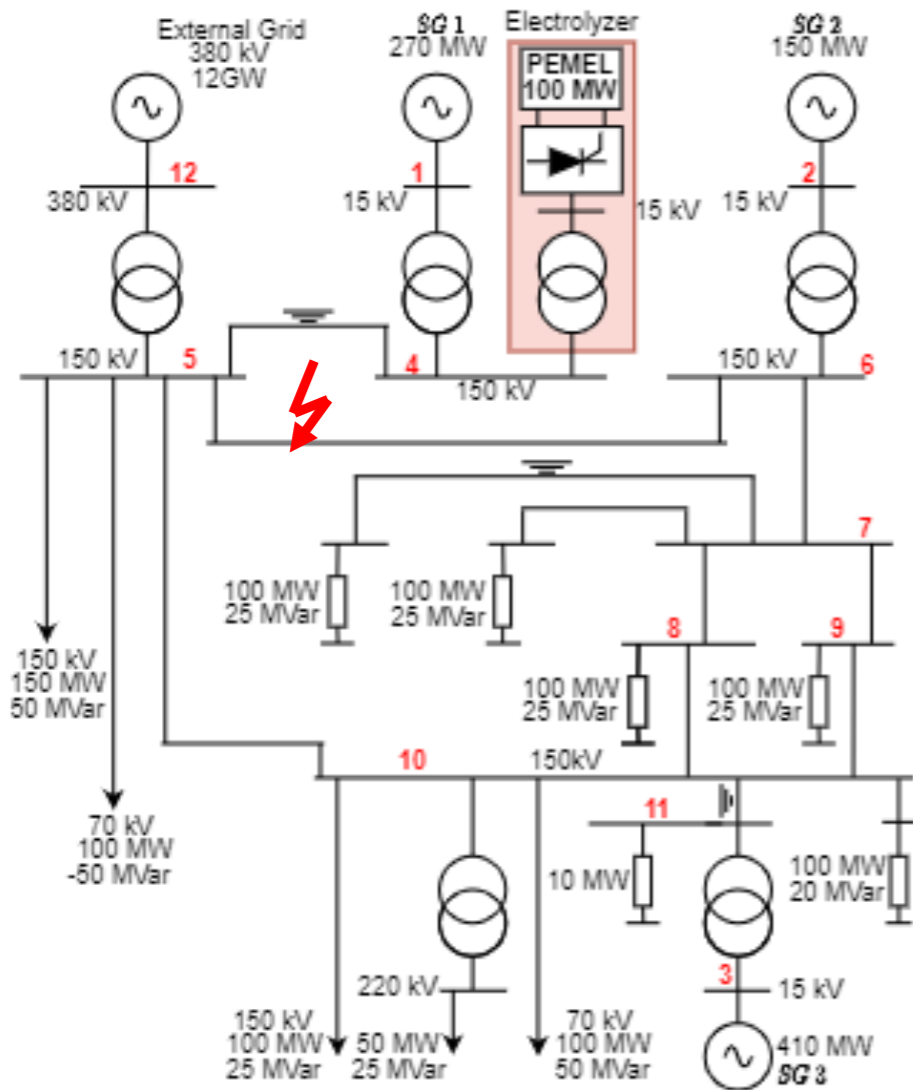 External Grid
380 kV
12GW
SG 1
270 MW
Electrolyzer
PEMEL
100 MW
SG 2
150 MW
12
380 kV
1
15 kV
15 kV
2
15 kV
150 kV
5
4
150 kV
150 kV
6
7
100 MW
25 MVar
100 MW
25 MVar
8
9
150 kV
150 MW
50 MVar
100 MW
25 MVar
100 MW
25 MVar
10
150kV
70 kV
100 MW
-50 MVar
11
10 MW
100 MW
20 MVar
220 kV
3
15 kV
150 kV
100 MW
25 MVar
50 MW
25 MVar
70 kV
100 MW
50 MVar
410 MW
SG 3